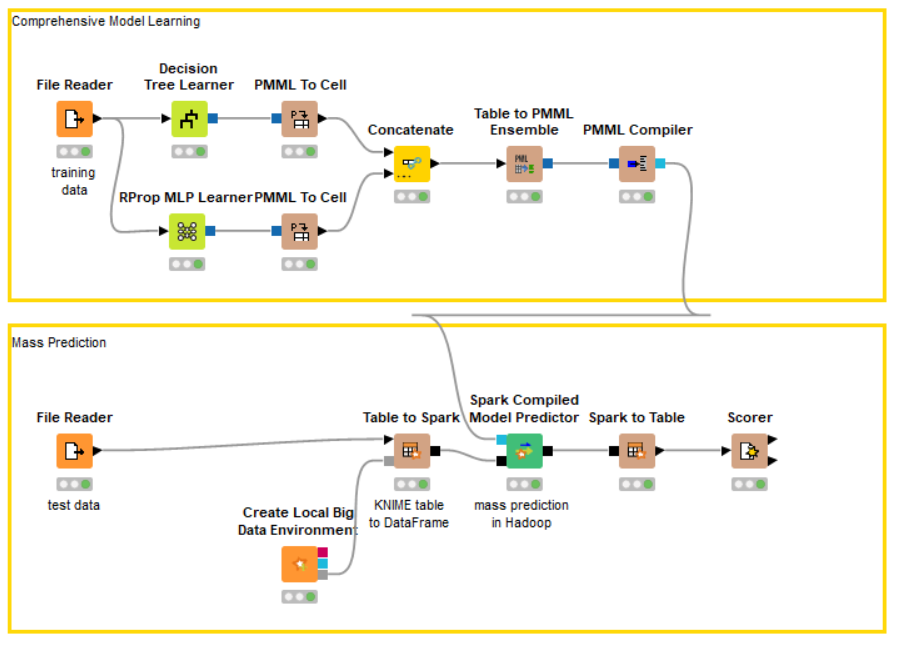 Comprehensive Model Learning
File Reader
Decision
Tree Learner
PMML To Cell
Concatenate
Table to PMML
Ensemble
PMML Compiler
training
data
RProp MLP Learner
PMML To Cell
Mass Prediction
File Reader
Table to Spark
Spark Compiled
Model Predictor
Spark to Table
Scorer
test data
KNIME table
to DataFrame
mass prediction
in Hadoop
Create Local Big
Data Environment